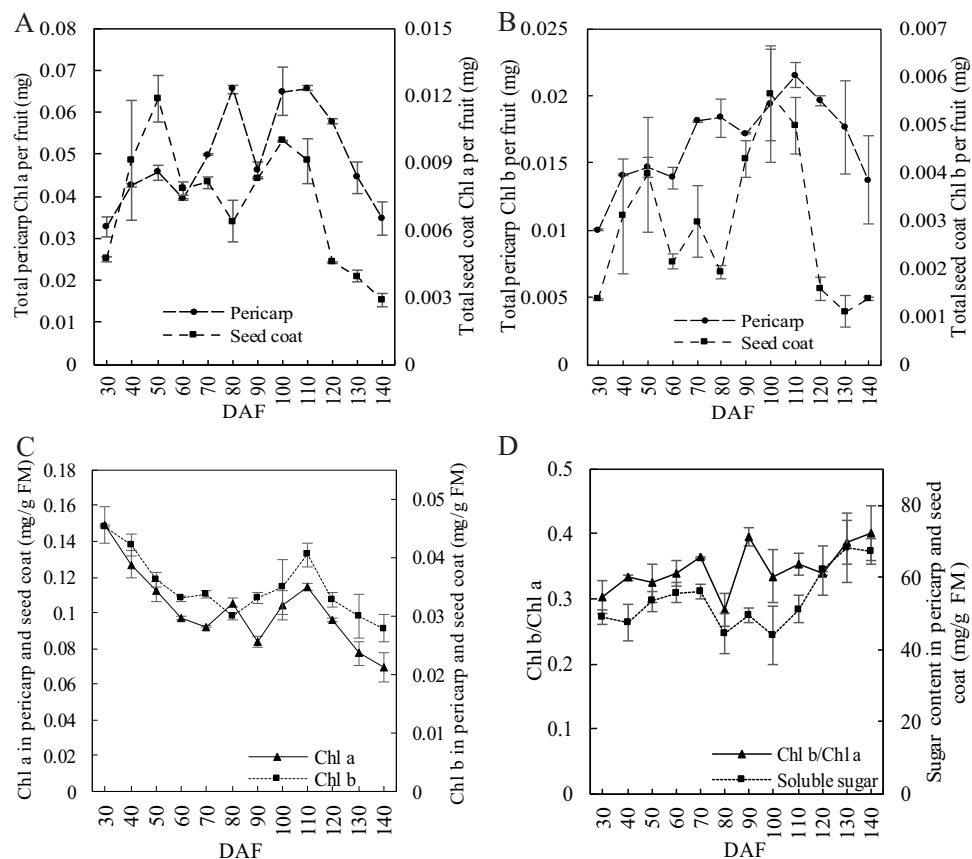 A
Total pericarp Chl a per fruit (mg)
0.08
0.07
0.06
0.05
0.04
0.03
0.02
0.01
0
0.015
0.012
0.009
0.006
0.003
0.000
Total seed coat Chl a per fruit (mg)
Pericarp
Seed coat
30 40 50 60 70 80 90 100 110 120 130 140
DAF
B
Total pericarp Chl b per fruit (mg)
0.025
0.02
0.015
0.01
0.005
0
0.007
0.006
0.005
0.004
0.003
0.002
0.001
0
Total seed coat Chl b per fruit (mg)
Pericarp
Seed coat
30 40 50 60 70 80 90 100 110 120 130 140
DAF
C
Chl a in pericarp and seed coat (mg/g FM)
0.18
0.16
0.14
0.12
0.1
0.08
0.06
0.04
0.02
0.00
0.05
0.04
0.03
0.02
0.01
0
Chl b in pericarp and seed coat (mg/g FM)
Chl a
Chl b
30 40 50 60 70 80 90 100 110 120 130 140
DAF
D
Chl b/Chl a
0.5
0.4
0.3
0.2
0.1
0
80
60
40
20
0
Sugar content in pericarp and seed
coat (mg/g FM)
Chl b/Chl a
Soluble sugar
30 40 50 60 70 80 90 100 110 120 130 140
DAF